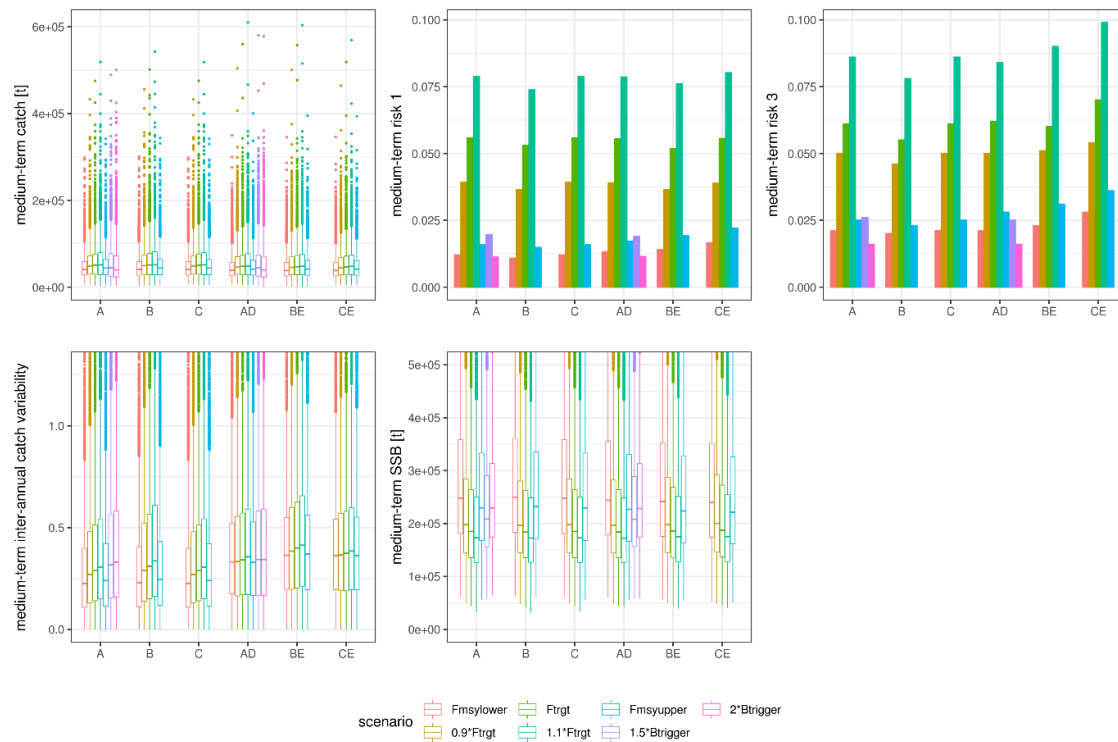 medium-term catch [t]
6e+05
4e+05
2e+05
0e+00
A B C AD BE CE
medium-term risk 1
0.100
0.075
0.050
0.025
0.000
A B C AD BE CE
medium-term risk 3
0.100
0.075
0.050
0.025
0.000
A B C AD BE CE
medium-term inter-annual catch variability
1.0
0.5
0.0
A B C AD BE CE
medium-term SSB [t]
5e+05
4e+05
3e+05
2e+05
1e+05
0e+00
A B C AD BE CE
scenario
Fmsylower Ftrgt Fmsyupper 2*Btrigger
0.9*Ftrgt 1.1*Ftrgt 1.5*Btrigger